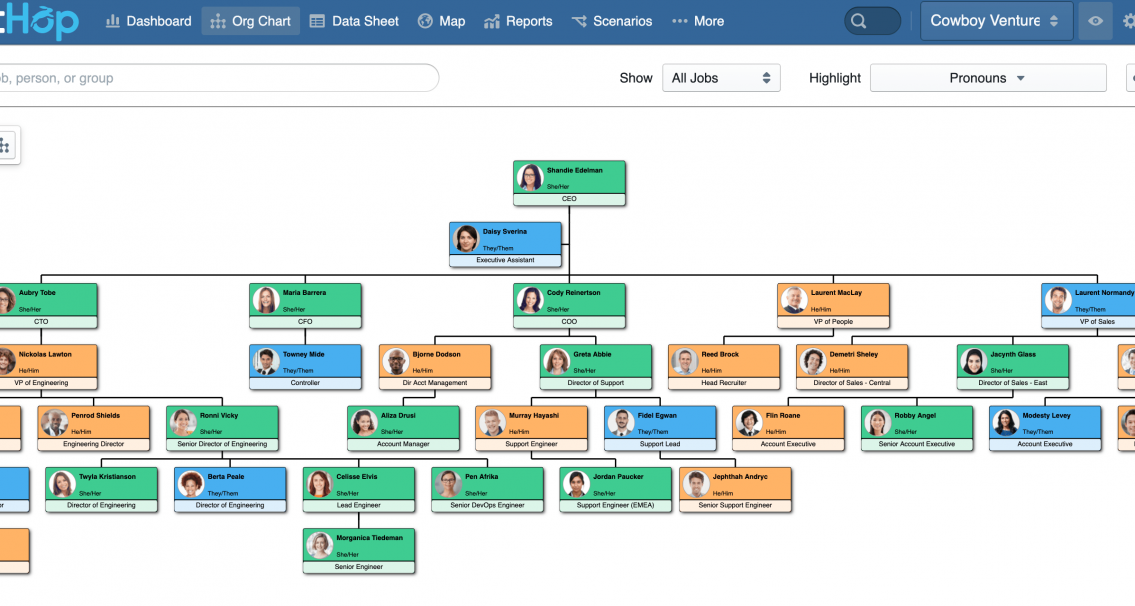 Hop
Dashboard
Org Chart
Data Sheet
Map
Reports
Scenarios
More
Cowboy Venture
b, person, or group
Show
All Jobs
Highlight
Pronouns
Shandie Edelman
She/Her
CEO
Daisy Sverina
They/Them
Executive Assistant
Aubry Tobe
She/Her
CTO
Maria Barrera
She/Her
CFO
Cody Reinertson
She/Her
COO
Laurent MacLay
He/Him
VP of People
Laurent Normandy
They/Them
VP of Sales
Nickolas Lawton
He/Him
VP of Engineering
Towney Mide
They/Them
Controller
Bjorne Dodson
He/Him
Dir Acct Management
Greta Abbie
She/Her
Director of Support
Reed Brock
He/Him
Head Recruiter
Demetri Sheley
He/Him
Director of Sales - Central
Jacynth Glass
She/Her
Director of Sales - East
Penrod Shields
He/Him
Engineering Director
Ronni Vicky
She/Her
Senior Director of Engineering
Aliza Drusi
She/Her
Account Manager
Murray Hayashi
He/Him
Support Engineer
Fidel Egwan
They/Them
Support Lead
Flin Roane
He/Him
Account Executive
Robby Angel
She/Her
Senior Account Executive
Modesty Levey
They/Them
Account Executive
or
Twyla Kristianson
She/Her
Director of Engineering
Berta Peale
They/Them
Director of Engineering
Celisse Elvis
She/Her
Lead Engineer
Pen Afrika
She/Her
Senior DevOps Engineer
Jordan Paucker
She/Her
Support Engineer (EMEA)
Jephthah Andryc
He/Him
Senior Support Engineer
Morganica Tiedeman
She/Her
Senior Engineer